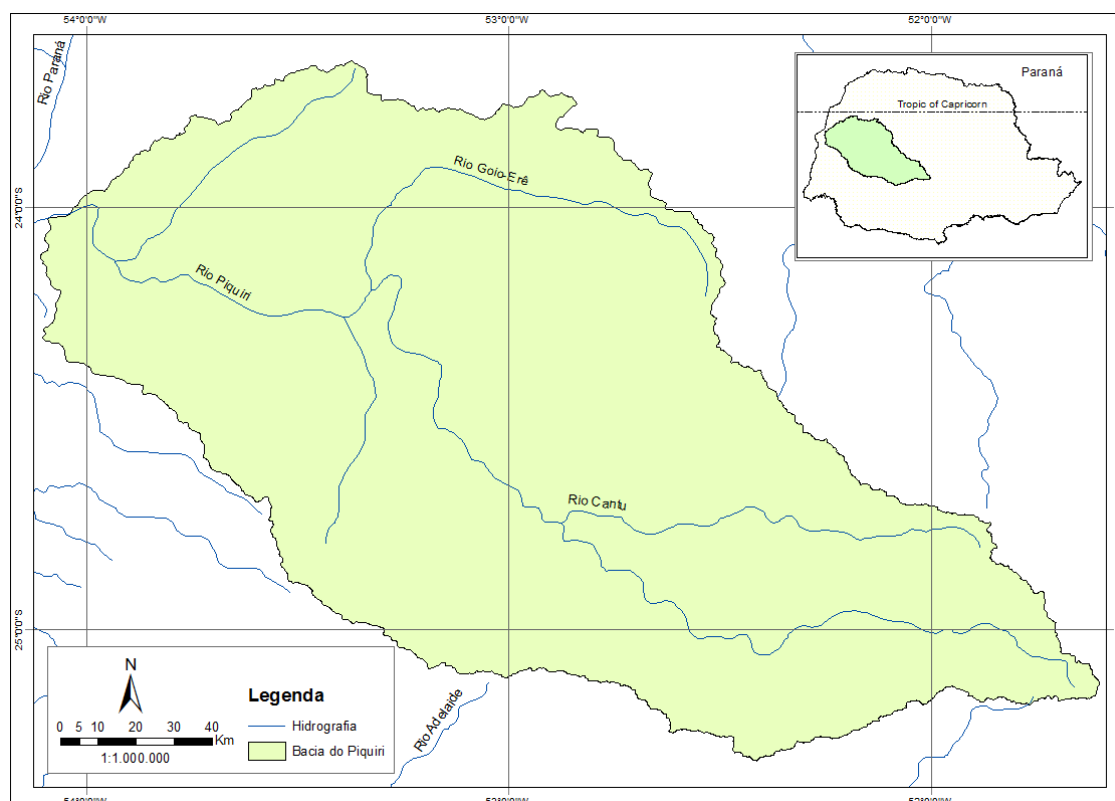 54°0'0"W
53°0'0"W
52°0'0"W
Rio Paraná
Paraná
Tropic of Capricorn
Rio Goio-Erê
24°0'0"S
Rio Piquiri
Rio Cantu
25°0'0"S
N
Legenda
Hidrografia
Bacia do Piquiri
0 5 10 20 30 40
Km
1:1.000.000
Rio Adelaide